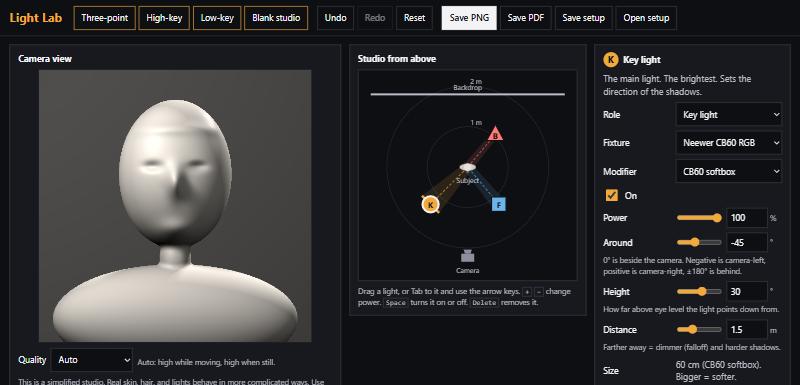 Light Lab
Three-point
High-key
Low-key
Blank studio
Undo
Redo
Reset
Save PNG
Save PDF
Save setup
Open setup
Camera view
Quality
Auto
Auto: high while moving, high when still.
This is a simplified studio. Real skin, hair, and lights behave in more complicated ways. Use
Studio from above
2 m
Backdrop
1 m
B
Subject
K
F
Camera
Drag a light, or Tab to it and use the arrow keys. + - change
power. Space turns it on or off. Delete removes it.
K Key light
The main light. The brightest. Sets the
direction of the shadows.
Role
Key light
Fixture
Neewer CB60 RGB
Modifier
CB60 softbox
On
Power
100
%
Around
-45
°
0° is beside the camera. Negative is camera-left,
positive is camera-right, ±180° is behind.
Height
30
°
How far above eye level the light points down from.
Distance
1.5
m
Farther away = dimmer (falloff) and harder shadows.
Size
60 cm (CB60 softbox).
Bigger = softer.